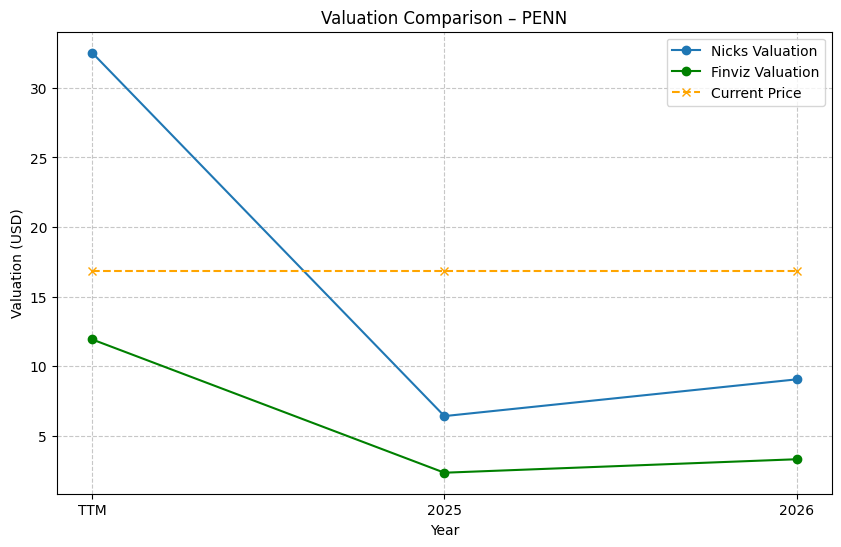 Valuation Comparison – PENN
Nicks Valuation
Finviz Valuation
Current Price
Valuation (USD)
30
25
20
15
10
5
TTM
2025
2026
Year